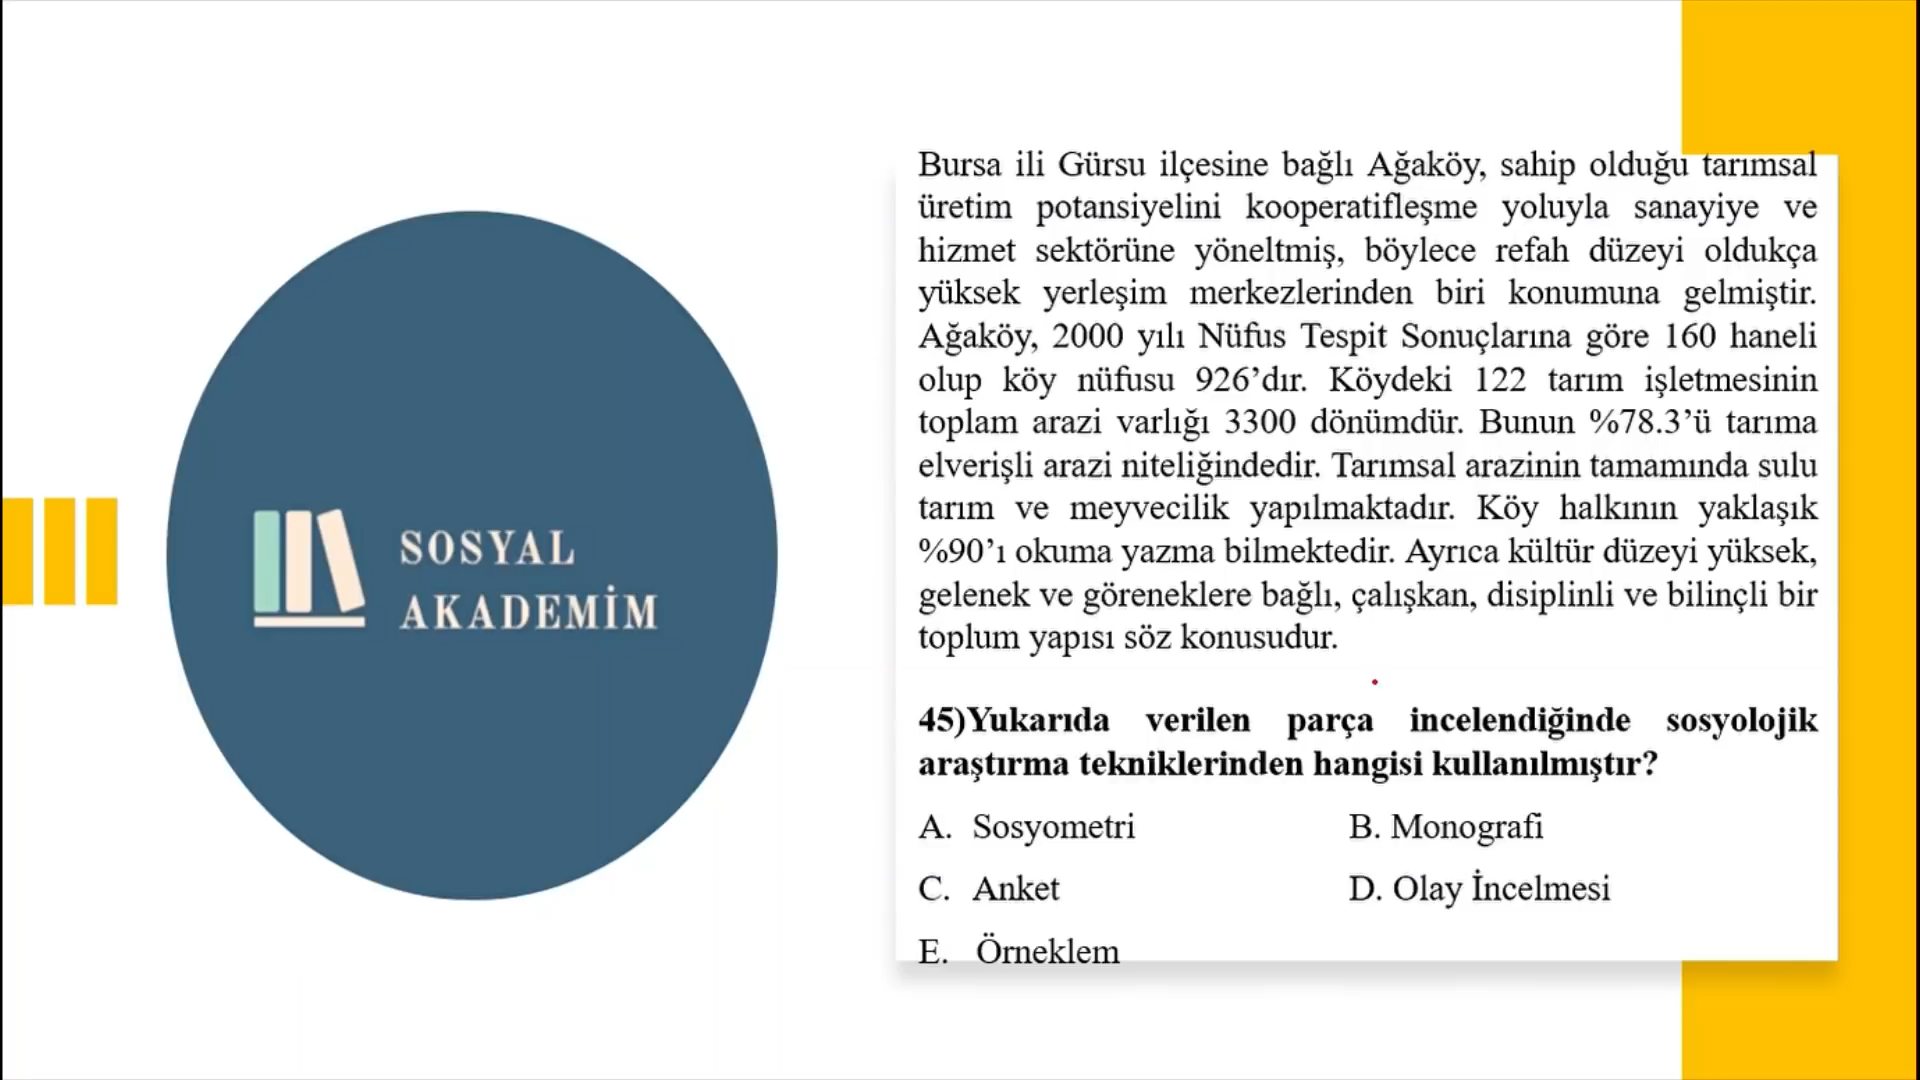 SOSYAL
AKADEMİM
Bursa ili Gürsu ilçesine bağlı Ağaköy, sahip olduğu tarımsal
üretim potansiyelini kooperatifleşme yoluyla sanayiye ve
hizmet sektörüne yöneltmiş, böylece refah düzeyi oldukça
yüksek yerleşim merkezlerinden biri konumuna gelmiştir.
Ağaköy, 2000 yılı Nüfus Tespit Sonuçlarına göre 160 haneli
olup köy nüfusu 926’dır. Köydeki 122 tarım işletmesinin
toplam arazi varlığı 3300 dönümdür. Bunun %78.3’ü tarıma
elverişli arazi niteliğindedir. Tarımsal arazinin tamamında sulu
tarım ve meyvecilik yapılmaktadır. Köy halkının yaklaşık
%90’ı okuma yazma bilmektedir. Ayrıca kültür düzeyi yüksek,
gelenek ve göreneklere bağlı, çalışkan, disiplinli ve bilinçli bir
toplum yapısı söz konusudur.
45)Yukarıda verilen parça incelendiğinde sosyolojik
araştırma tekniklerinden hangisi kullanılmıştır?
A. Sosyometri B. Monografi
C. Anket D. Olay İncelmesi
E. Örneklem